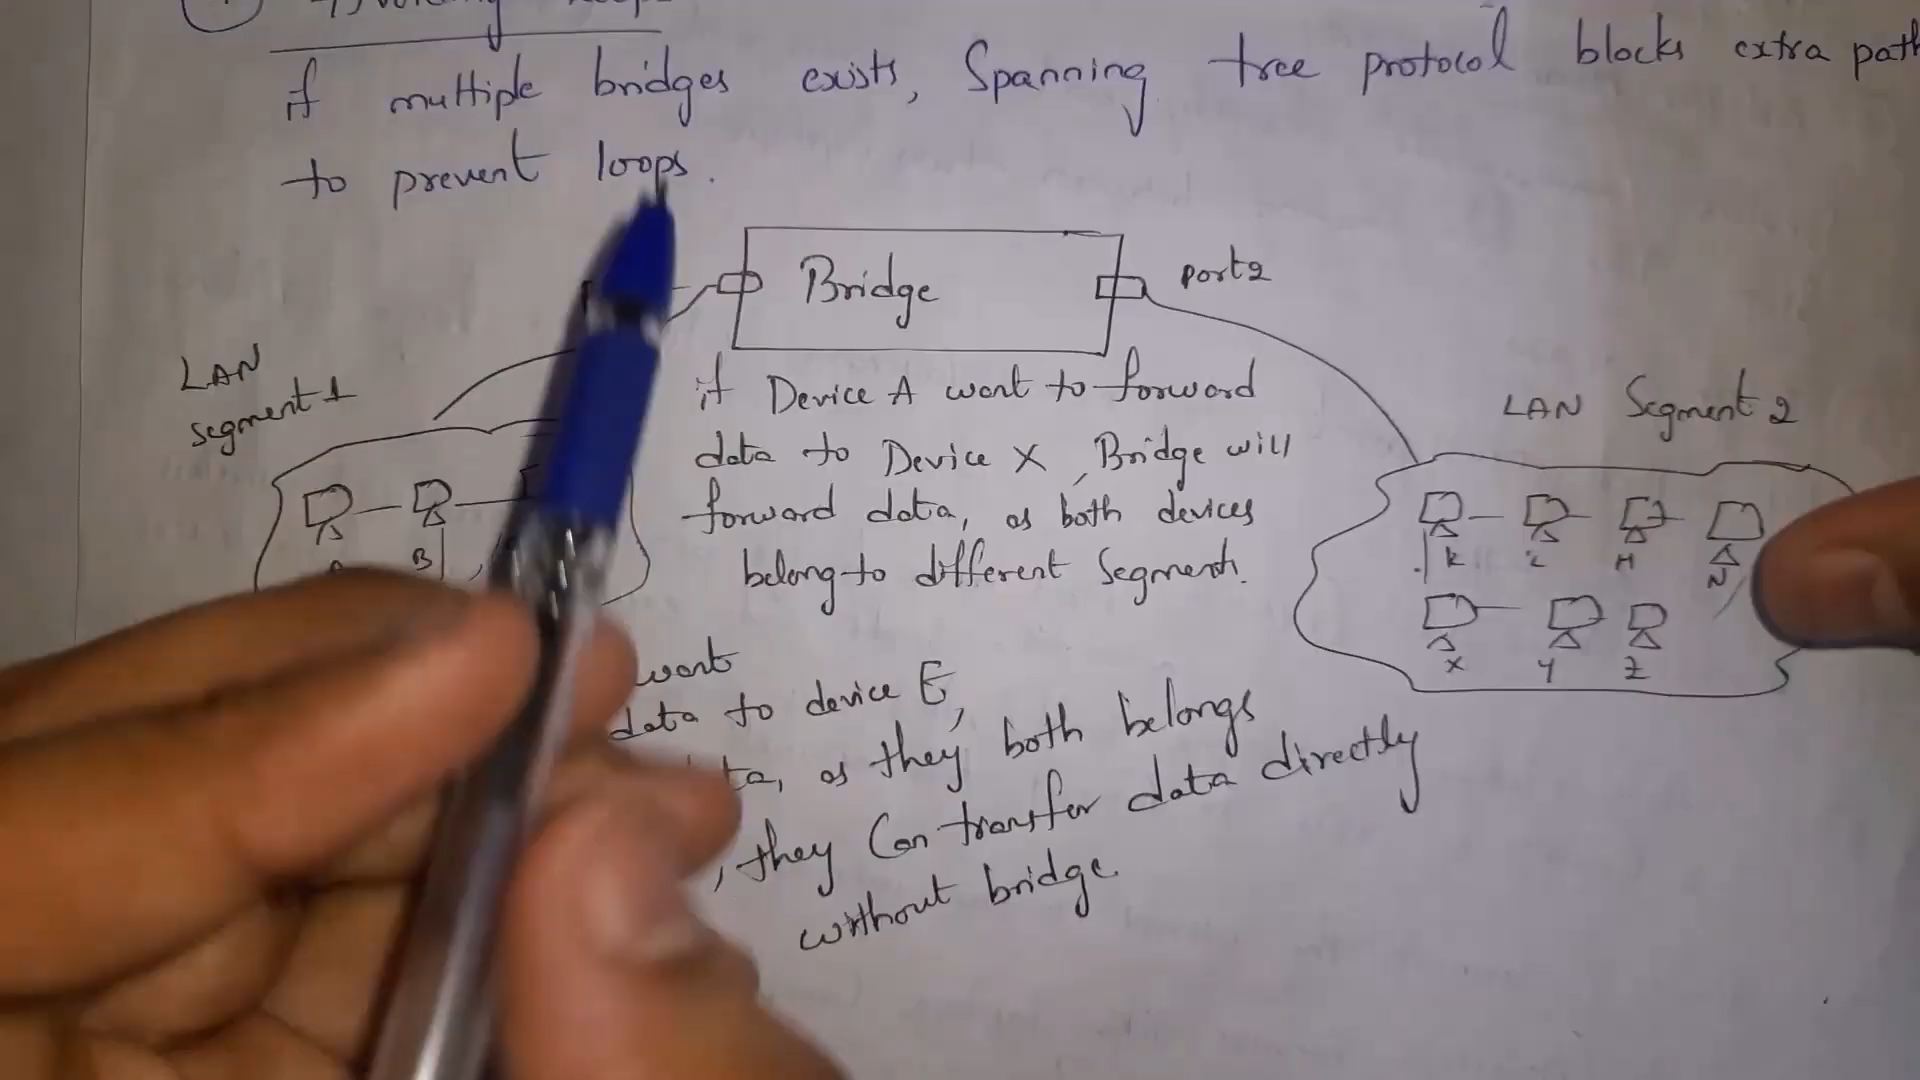 if multiple bridges exists, Spanning tree protocol blocks extra path
to prevent loops.
Bridge
port2
LAN
segment 1
if Device A want to forward
data to Device X, Bridge will
forward data, as both devices
belong to different Segments.
LAN Segment 2
B
K L M N
X Y Z
want
data to device E,
as they both belongs
, they Can transfer data directly
without bridge.